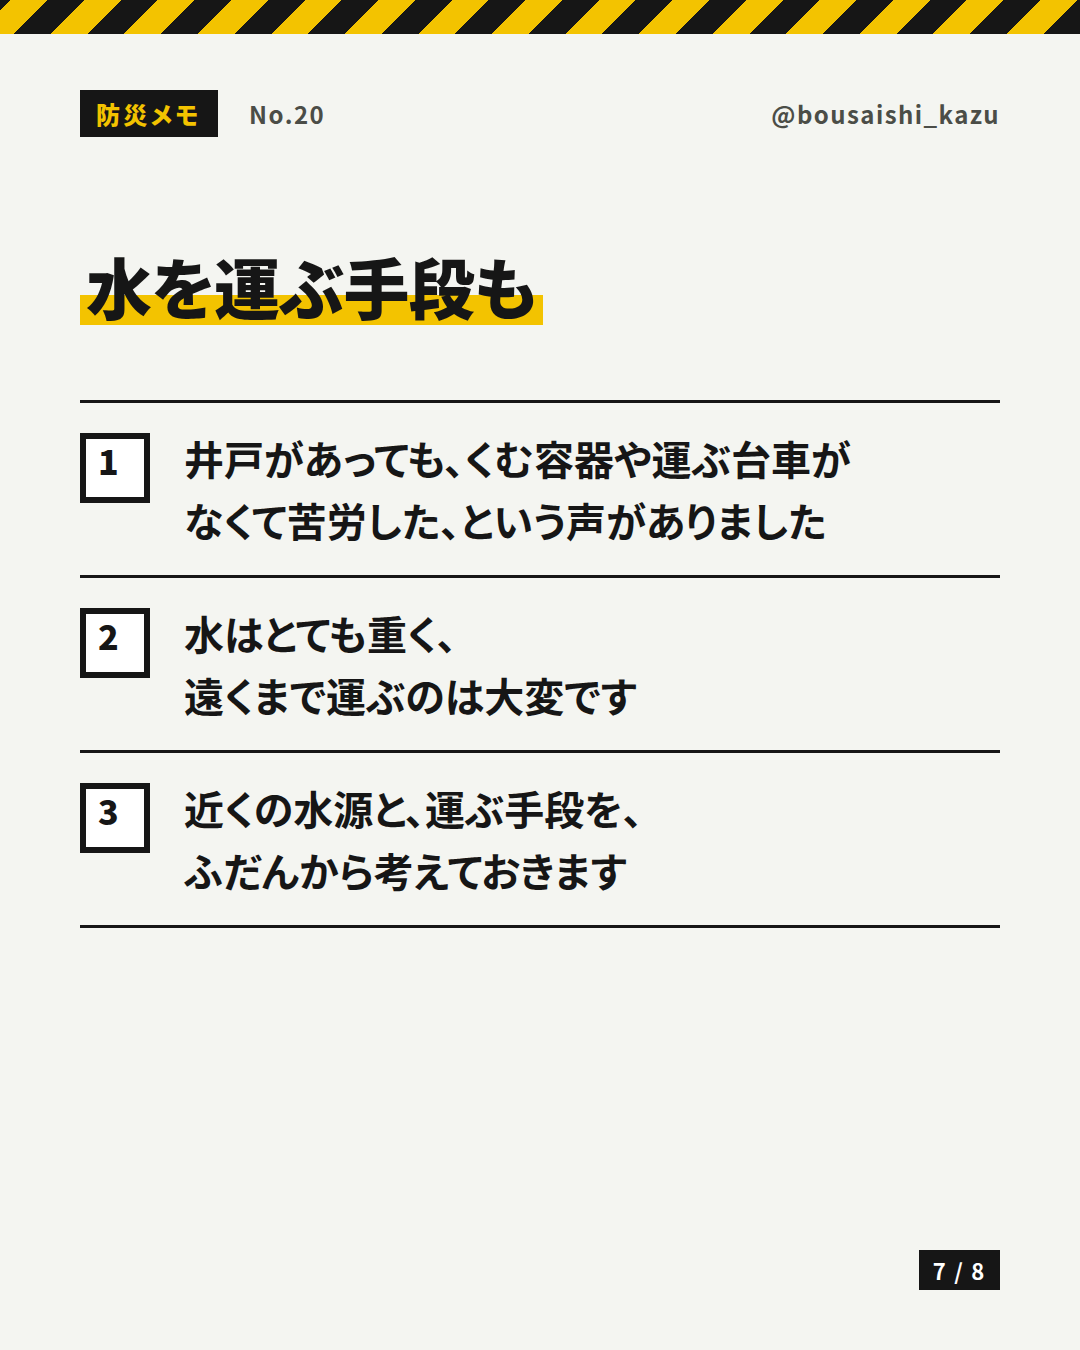 防災メモ No.20 @bousaishi_kazu
水を運ぶ手段も
1 井戸があっても、くむ容器や運ぶ台車が
なくて苦労した、という声がありました
2 水はとても重く、
遠くまで運ぶのは大変です
3 近くの水源と、運ぶ手段を、
ふだんから考えておきます
7 / 8